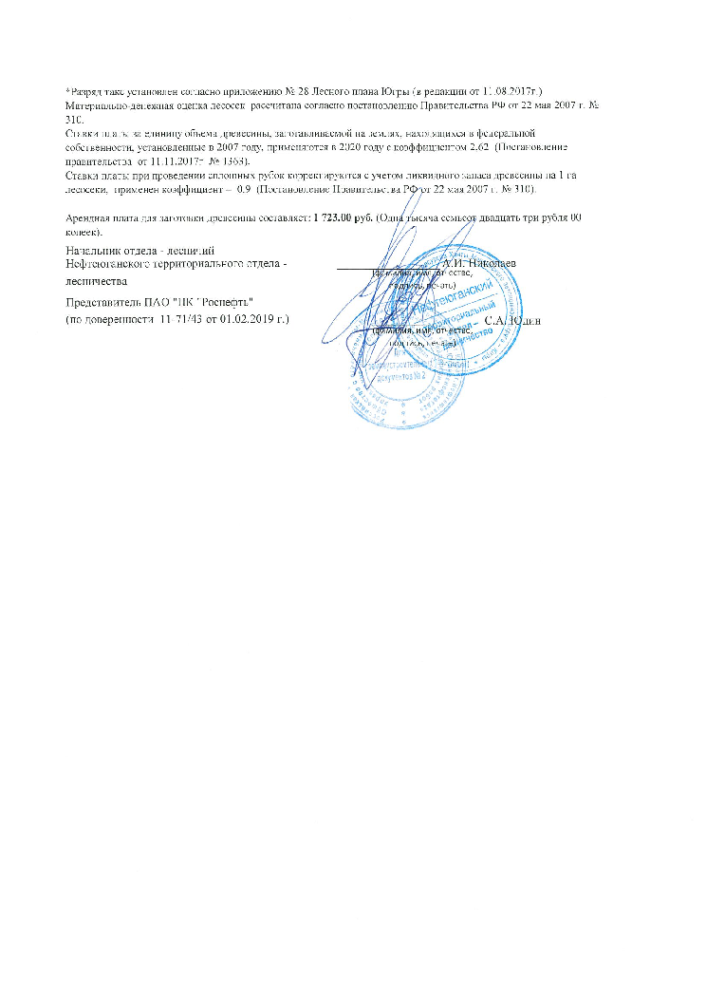 *Разряд такс установлен согласно приложению № 28 Лесного плана Югры (в редакции от 11.08.2017г.)
Материально-денежная оценка лесосек рассчитана согласно постановлению Правительства РФ от 22 мая 2007 г. №
310.
Ставки платы за единицу объема древесины, заготавливаемой на землях, находящихся в федеральной
собственности, установленные в 2007 году, применяются в 2020 году с коэффициентом 2,62 (Постановление
правительства от 11.11.2017г. № 1363).
Ставки платы при проведении сплошных рубок корректируются с учетом ликвидного запаса древесины на 1 га
лесосеки, применен коэффициент – 0,9 (Постановление Правительства РФ от 22 мая 2007 г. № 310).
Арендная плата для заготовки древесины составляет: 1 723.00 руб. (Одна тысяча семьсот двадцать три рубля 00
копеек).
Начальник отдела - лесничий
Нефтеюганского территориального отдела -
лесничества
А.И. Николаев
(фамилия, имя, отчество,
подпись, печать)
Представитель ПАО "НК "Роснефть"
(по доверенности 11-71/43 от 01.02.2019 г.)
С.А. Юдин
(фамилия, имя, отчество,
подпись, печать)
Нефтеюганский
территориальный
отдел –
лесничество
Для
землеустроительных
документов № 2